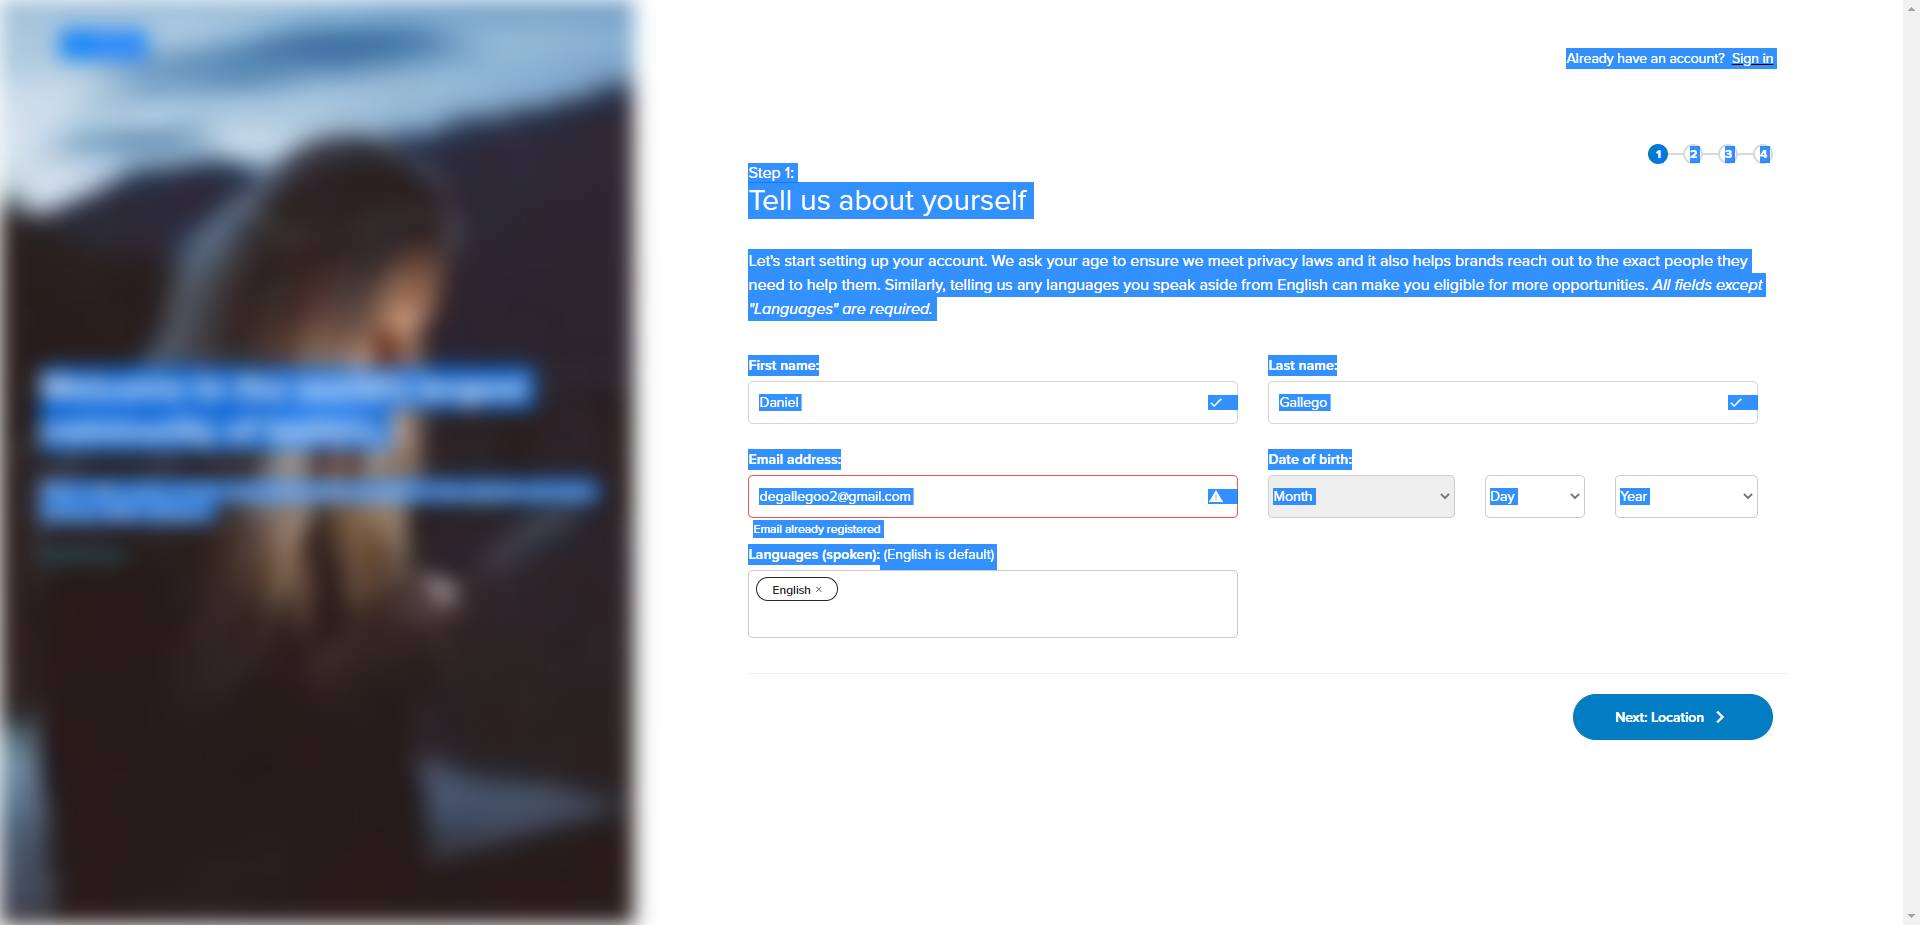 Already have an account? Sign in
1 2 3 4
Step 1:
Tell us about yourself
Let's start setting up your account. We ask your age to ensure we meet privacy laws and it also helps brands reach out to the exact people they
need to help them. Similarly, telling us any languages you speak aside from English can make you eligible for more opportunities. All fields except
"Languages" are required.
First name:
Last name:
Daniel
Gallego
Email address:
Date of birth:
degallegoo2@gmail.com
Month
Day
Year
Email already registered
Languages (spoken): (English is default)
English ×
Next: Location